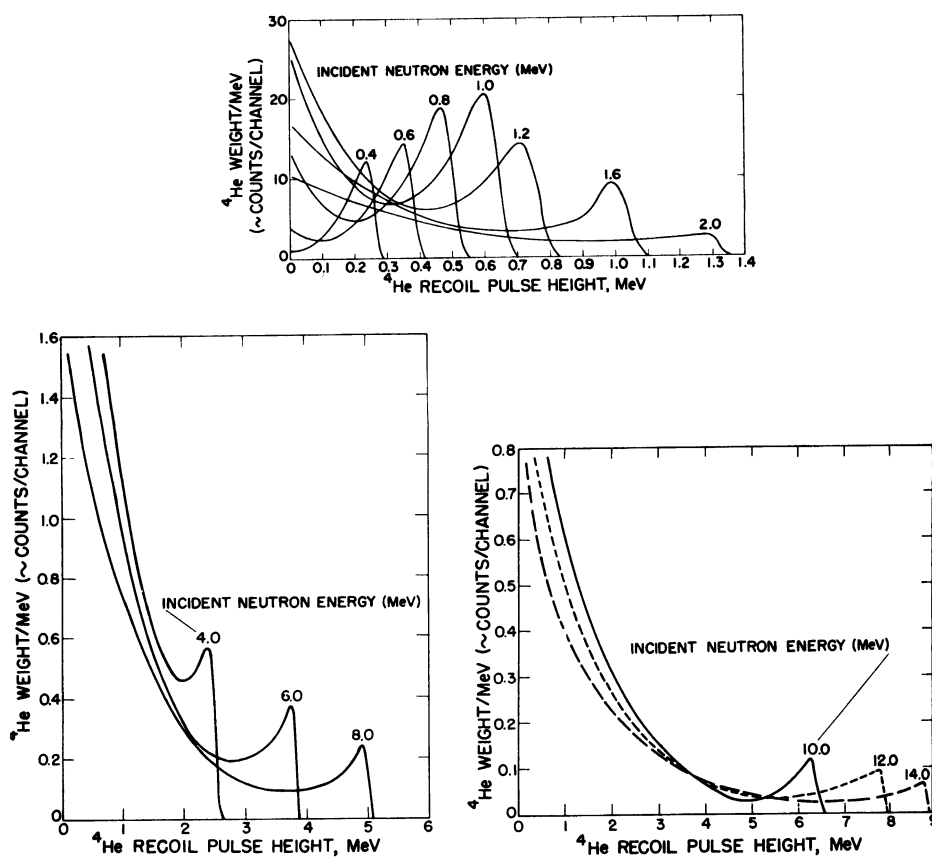 ⁴He WEIGHT/MeV
(~COUNTS/CHANNEL)
30
20
10
0
INCIDENT NEUTRON ENERGY (MeV)
0.4
0.6
0.8
1.0
1.2
1.6
2.0
0 0.1 0.2 0.3 0.4 0.5 0.6 0.7 0.8 0.9 1.0 1.1 1.2 1.3 1.4
⁴He RECOIL PULSE HEIGHT, MeV
⁴He WEIGHT/MeV (~COUNTS/CHANNEL)
1.6
1.4
1.2
1.0
0.8
0.6
0.4
0.2
0
INCIDENT NEUTRON ENERGY (MeV)
4.0
6.0
8.0
0 1 2 3 4 5 6
⁴He RECOIL PULSE HEIGHT, MeV
⁴He WEIGHT/MeV (~COUNTS/CHANNEL)
0.8
0.7
0.6
0.5
0.4
0.3
0.2
0.1
0
INCIDENT NEUTRON ENERGY (MeV)
10.0
12.0
14.0
0 1 2 3 4 5 6 7 8 9
⁴He RECOIL PULSE HEIGHT, MeV